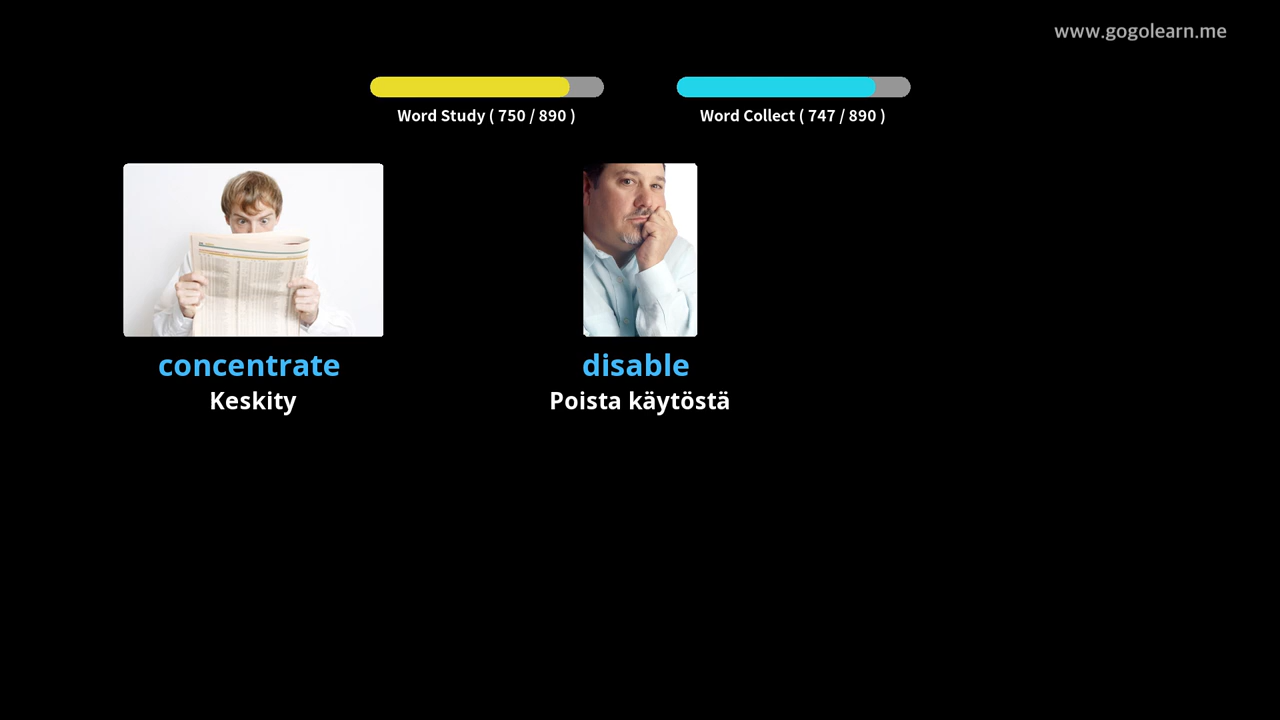 www.gogolearn.me
Word Study ( 750 / 890 )
Word Collect ( 747 / 890 )
concentrate
Keskity
disable
Poista käytöstä